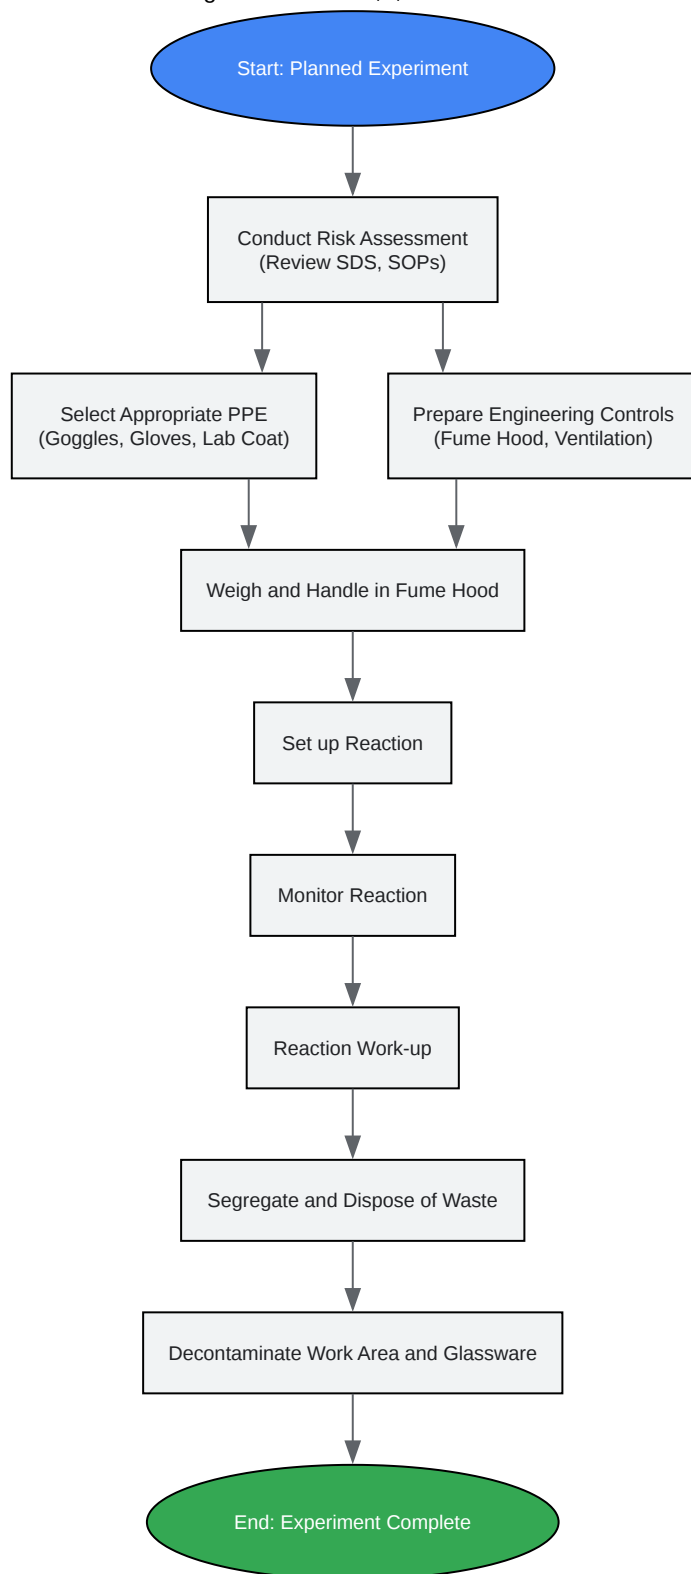 Start: Planned Experiment
Conduct Risk Assessment
(Review SDS, SOPs)
Select Appropriate PPE
(Goggles, Gloves, Lab Coat)
Prepare Engineering Controls
(Fume Hood, Ventilation)
Weigh and Handle in Fume Hood
Set up Reaction
Monitor Reaction
Reaction Work-up
Segregate and Dispose of Waste
Decontaminate Work Area and Glassware
End: Experiment Complete